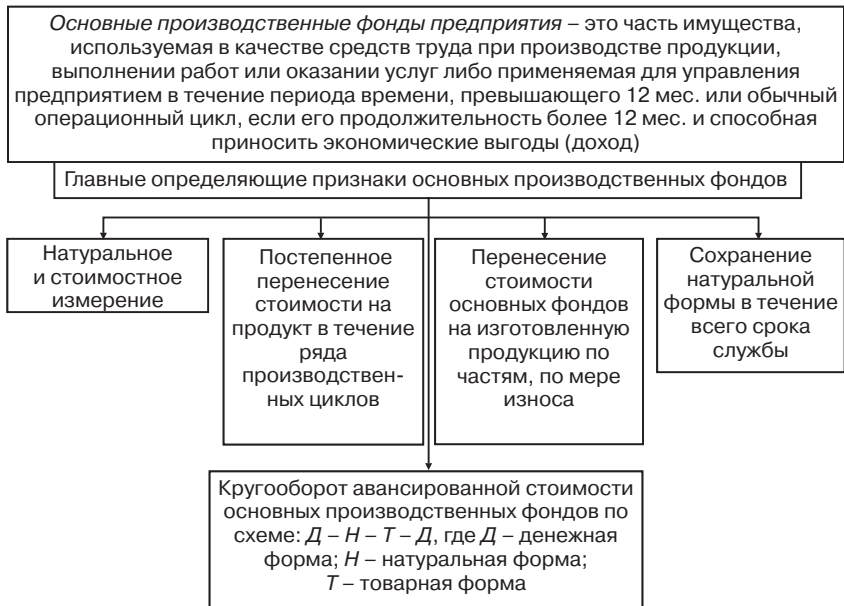 Основные производственные фонды предприятия – это часть имущества,
используемая в качестве средств труда при производстве продукции,
выполнении работ или оказании услуг либо применяемая для управления
предприятием в течение периода времени, превышающего 12 мес. или обычный
операционный цикл, если его продолжительность более 12 мес. и способная
приносить экономические выгоды (доход)
Главные определяющие признаки основных производственных фондов
Натуральное
и стоимостное
измерение
Постепенное
перенесение
стоимости на
продукт в течение
ряда
производствен-
ных циклов
Перенесение
стоимости
основных фондов
на изготовленную
продукцию по
частям, по мере
износа
Сохранение
натуральной
формы в течение
всего срока
службы
Кругооборот авансированной стоимости
основных производственных фондов по
схеме: Д – Н – Т – Д, где Д – денежная
форма; Н – натуральная форма;
Т – товарная форма